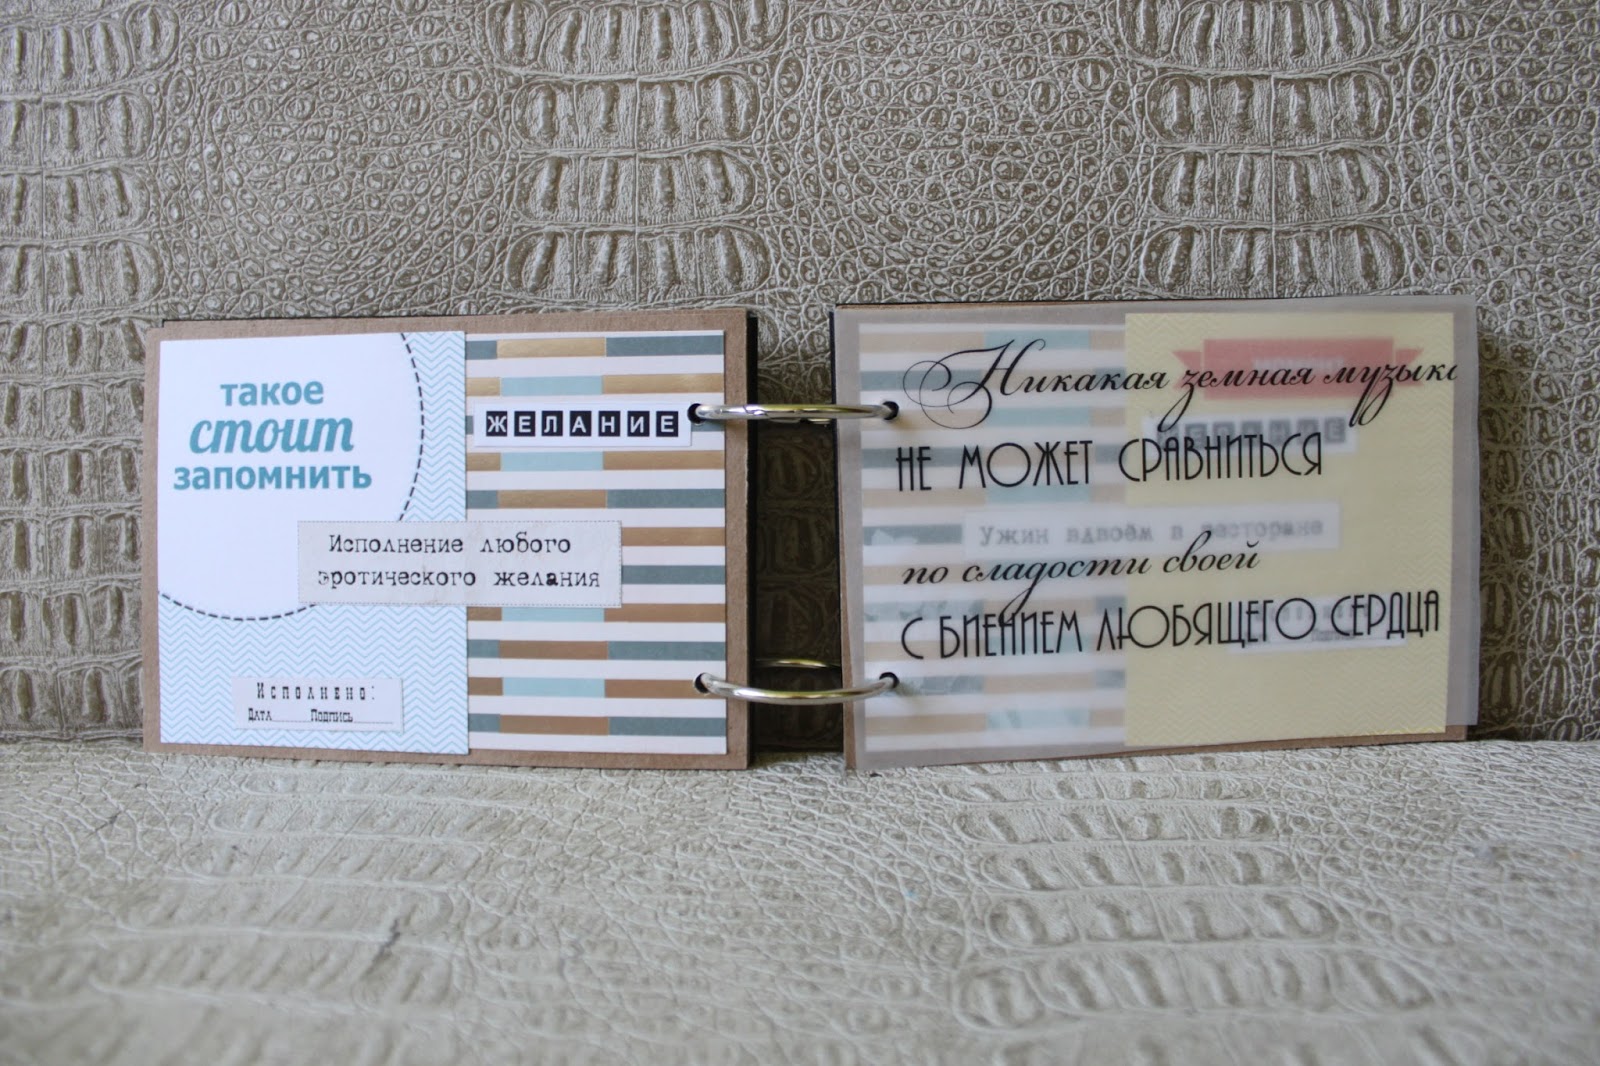 такое
стоит
запомнить
ЖЕЛАНИЕ
Исполнение любого
эротического желания
Исполнено:
Дата Подпись
Никакая земная музыка
НЕ МОЖЕТ СРАВНИТЬСЯ
Ужин вдвоём в ресторане
по сладости своей
С БИЕНИЕМ ЛЮБЯЩЕГО СЕРДЦА
ЖЕЛАНИЕ